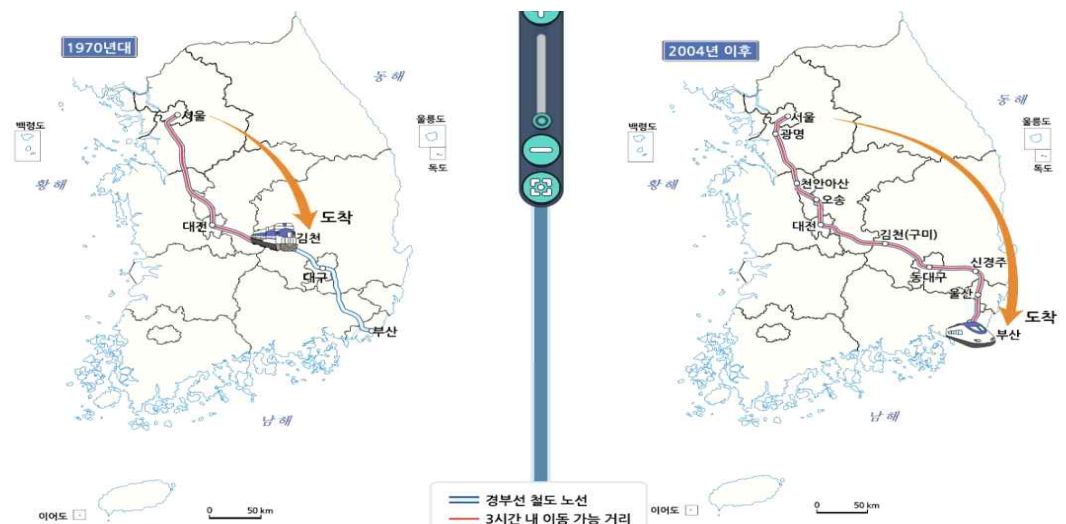 1970년대
동 해
서울
백령도
울릉도
독도
황 해
대전
도착
김천
대구
부산
남 해
이어도
0 50 km
2004년 이후
동 해
서울
광명
백령도
울릉도
독도
황 해
천안아산
오송
대전
김천(구미)
신경주
동대구
울산
도착
부산
남 해
이어도
0 50 km
경부선 철도 노선
3시간 내 이동 가능 거리